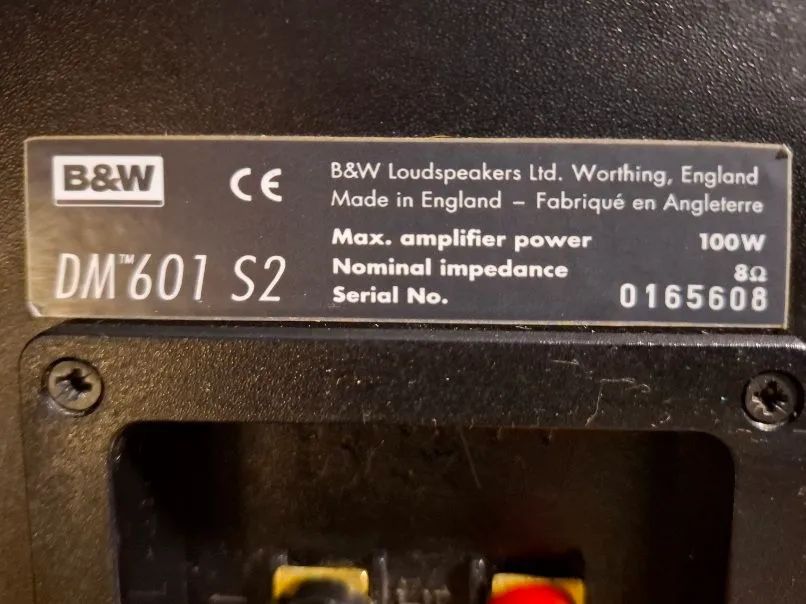 B&W
CE
B&W Loudspeakers Ltd. Worthing, England
Made in England – Fabriqué en Angleterre
DM™601 S2
Max. amplifier power 100W
Nominal impedance 8Ω
Serial No. 0165608